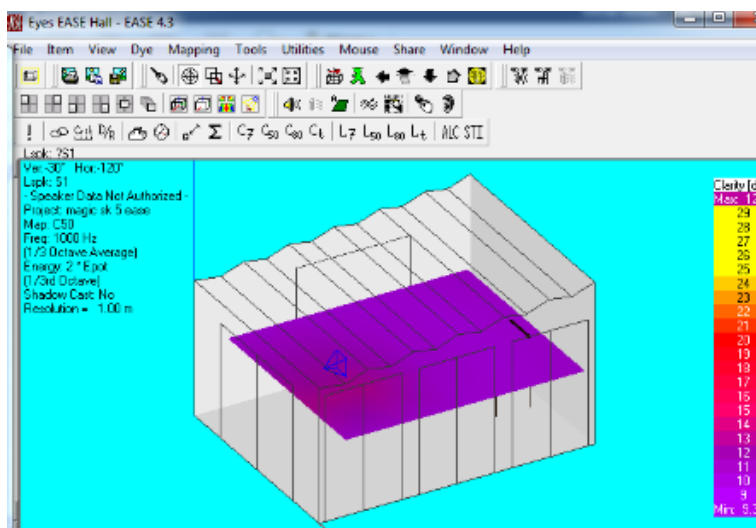 Eyes EASE Hall - EASE 4.3
File Item View Dye Mapping Tools Utilities Mouse Share Window Help
! C7 C50 C80 Ct L7 L50 L80 Lt ALC STI
Lspk: ?S1
Ver:-30° Hor:-120°
Lspk: S1
- Speaker Data Not Authorized -
Project: magic sk 5 ease
Map: C50
Freq: 1000 Hz
(1/3 Octave Average)
Energy: 2 * Epot
(1/3rd Octave)
Shadow Cast: No
Resolution = 1.00 m
Clarity
Max: 12
29
28
27
26
25
24
23
22
21
20
19
18
17
16
15
14
13
12
11
10
9
Min: 9.